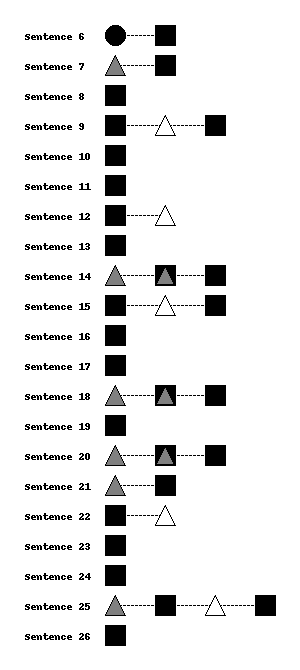 Sentence 6
Sentence 7
Sentence 8
Sentence 9
Sentence 10
Sentence 11
Sentence 12
Sentence 13
Sentence 14
Sentence 15
Sentence 16
Sentence 17
Sentence 18
Sentence 19
Sentence 20
Sentence 21
Sentence 22
Sentence 23
Sentence 24
Sentence 25
Sentence 26